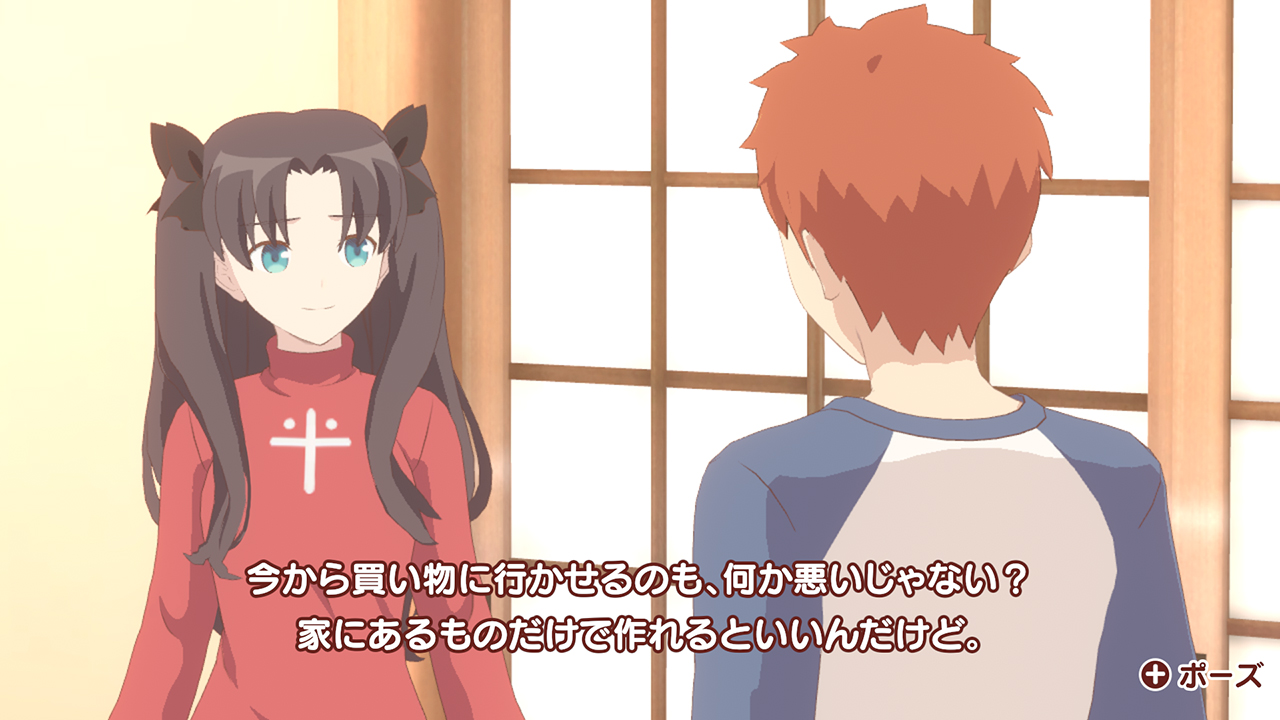 今から買い物に行かせるのも、何か悪いじゃない？
家にあるものだけで作れるといいんだけど。
ポーズ